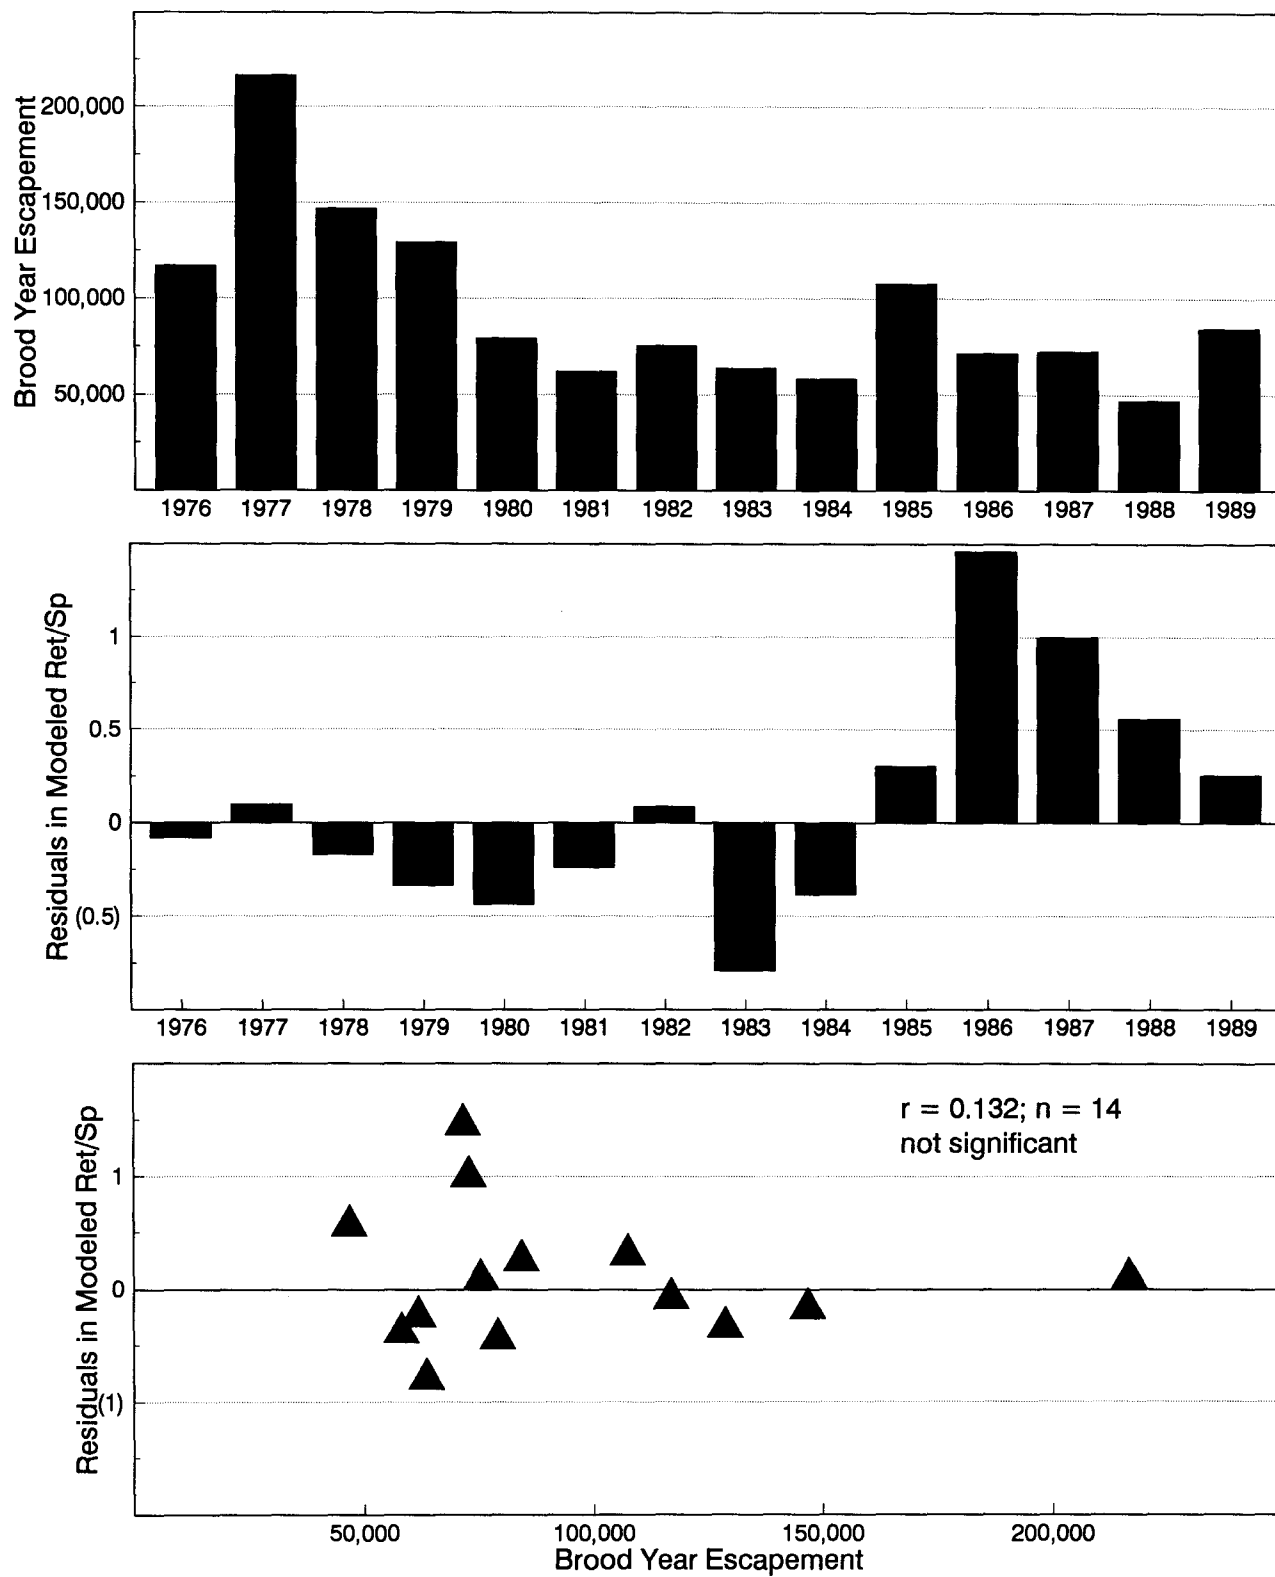 Brood Year Escapement
200,000
150,000
100,000
50,000
1976 1977 1978 1979 1980 1981 1982 1983 1984 1985 1986 1987 1988 1989
Residuals in Modeled Ret/Sp
1
0.5
0
(0.5)
1976 1977 1978 1979 1980 1981 1982 1983 1984 1985 1986 1987 1988 1989
Residuals in Modeled Ret/Sp
r = 0.132; n = 14
not significant
1
0
(1)
50,000 100,000 150,000 200,000
Brood Year Escapement